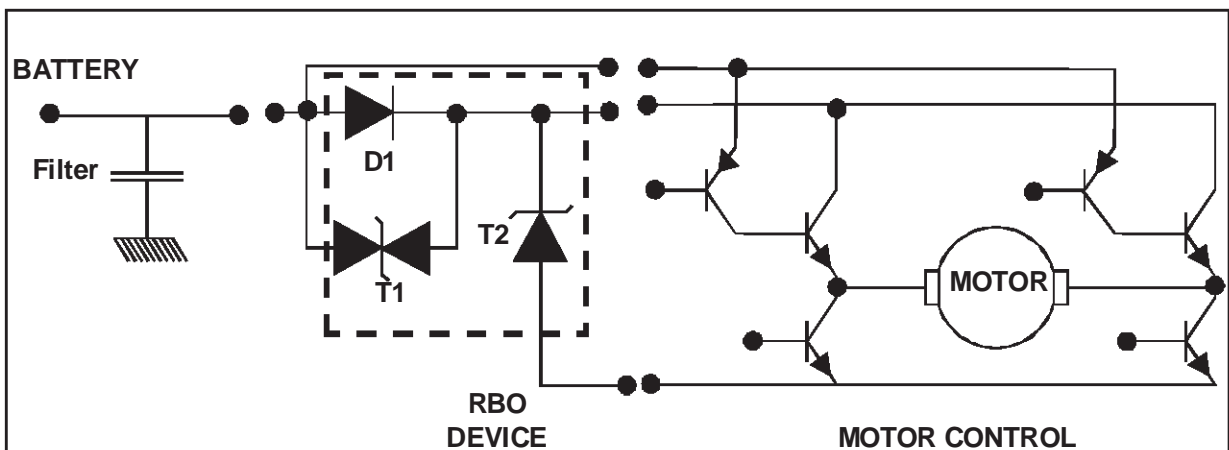 BATTERY
Filter
D1
T1
T2
MOTOR
RBO
DEVICE
MOTOR CONTROL